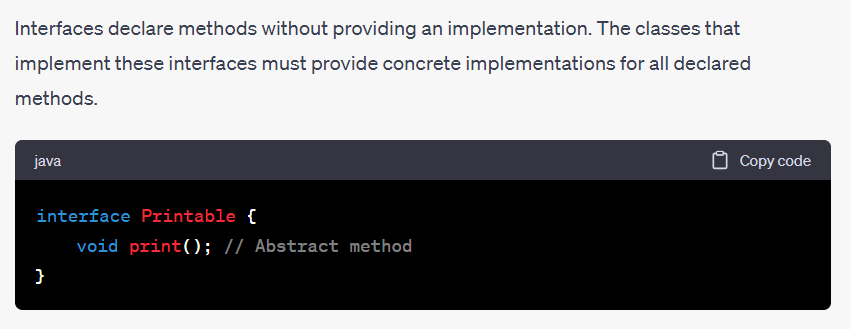 Interfaces declare methods without providing an implementation. The classes that
implement these interfaces must provide concrete implementations for all declared
methods.
java Copy code
interface Printable {
    void print(); // Abstract method
}